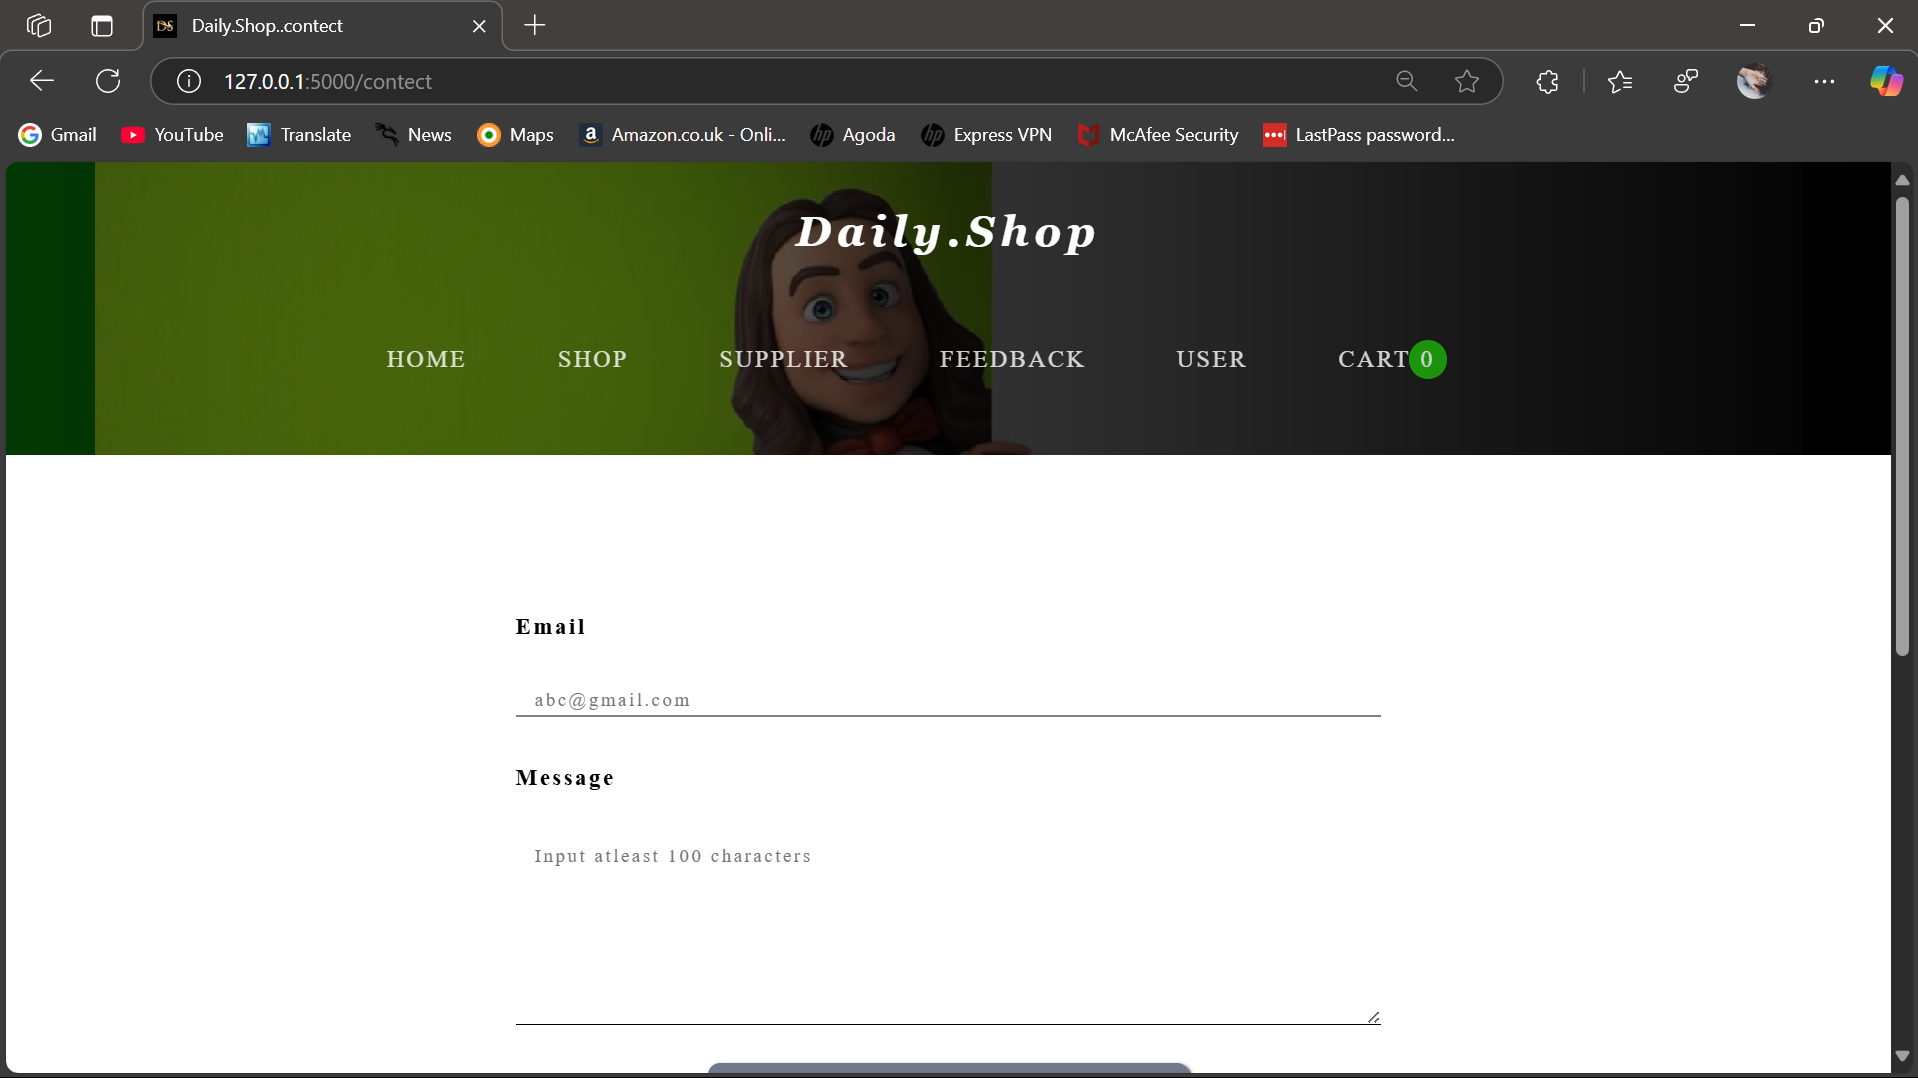 DS Daily.Shop..contect
127.0.0.1:5000/contect
Gmail YouTube Translate News Maps Amazon.co.uk - Onli... Agoda Express VPN McAfee Security LastPass password...
Daily.Shop
HOME SHOP SUPPLIER FEEDBACK USER CART 0
Email
abc@gmail.com
Message
Input atleast 100 characters